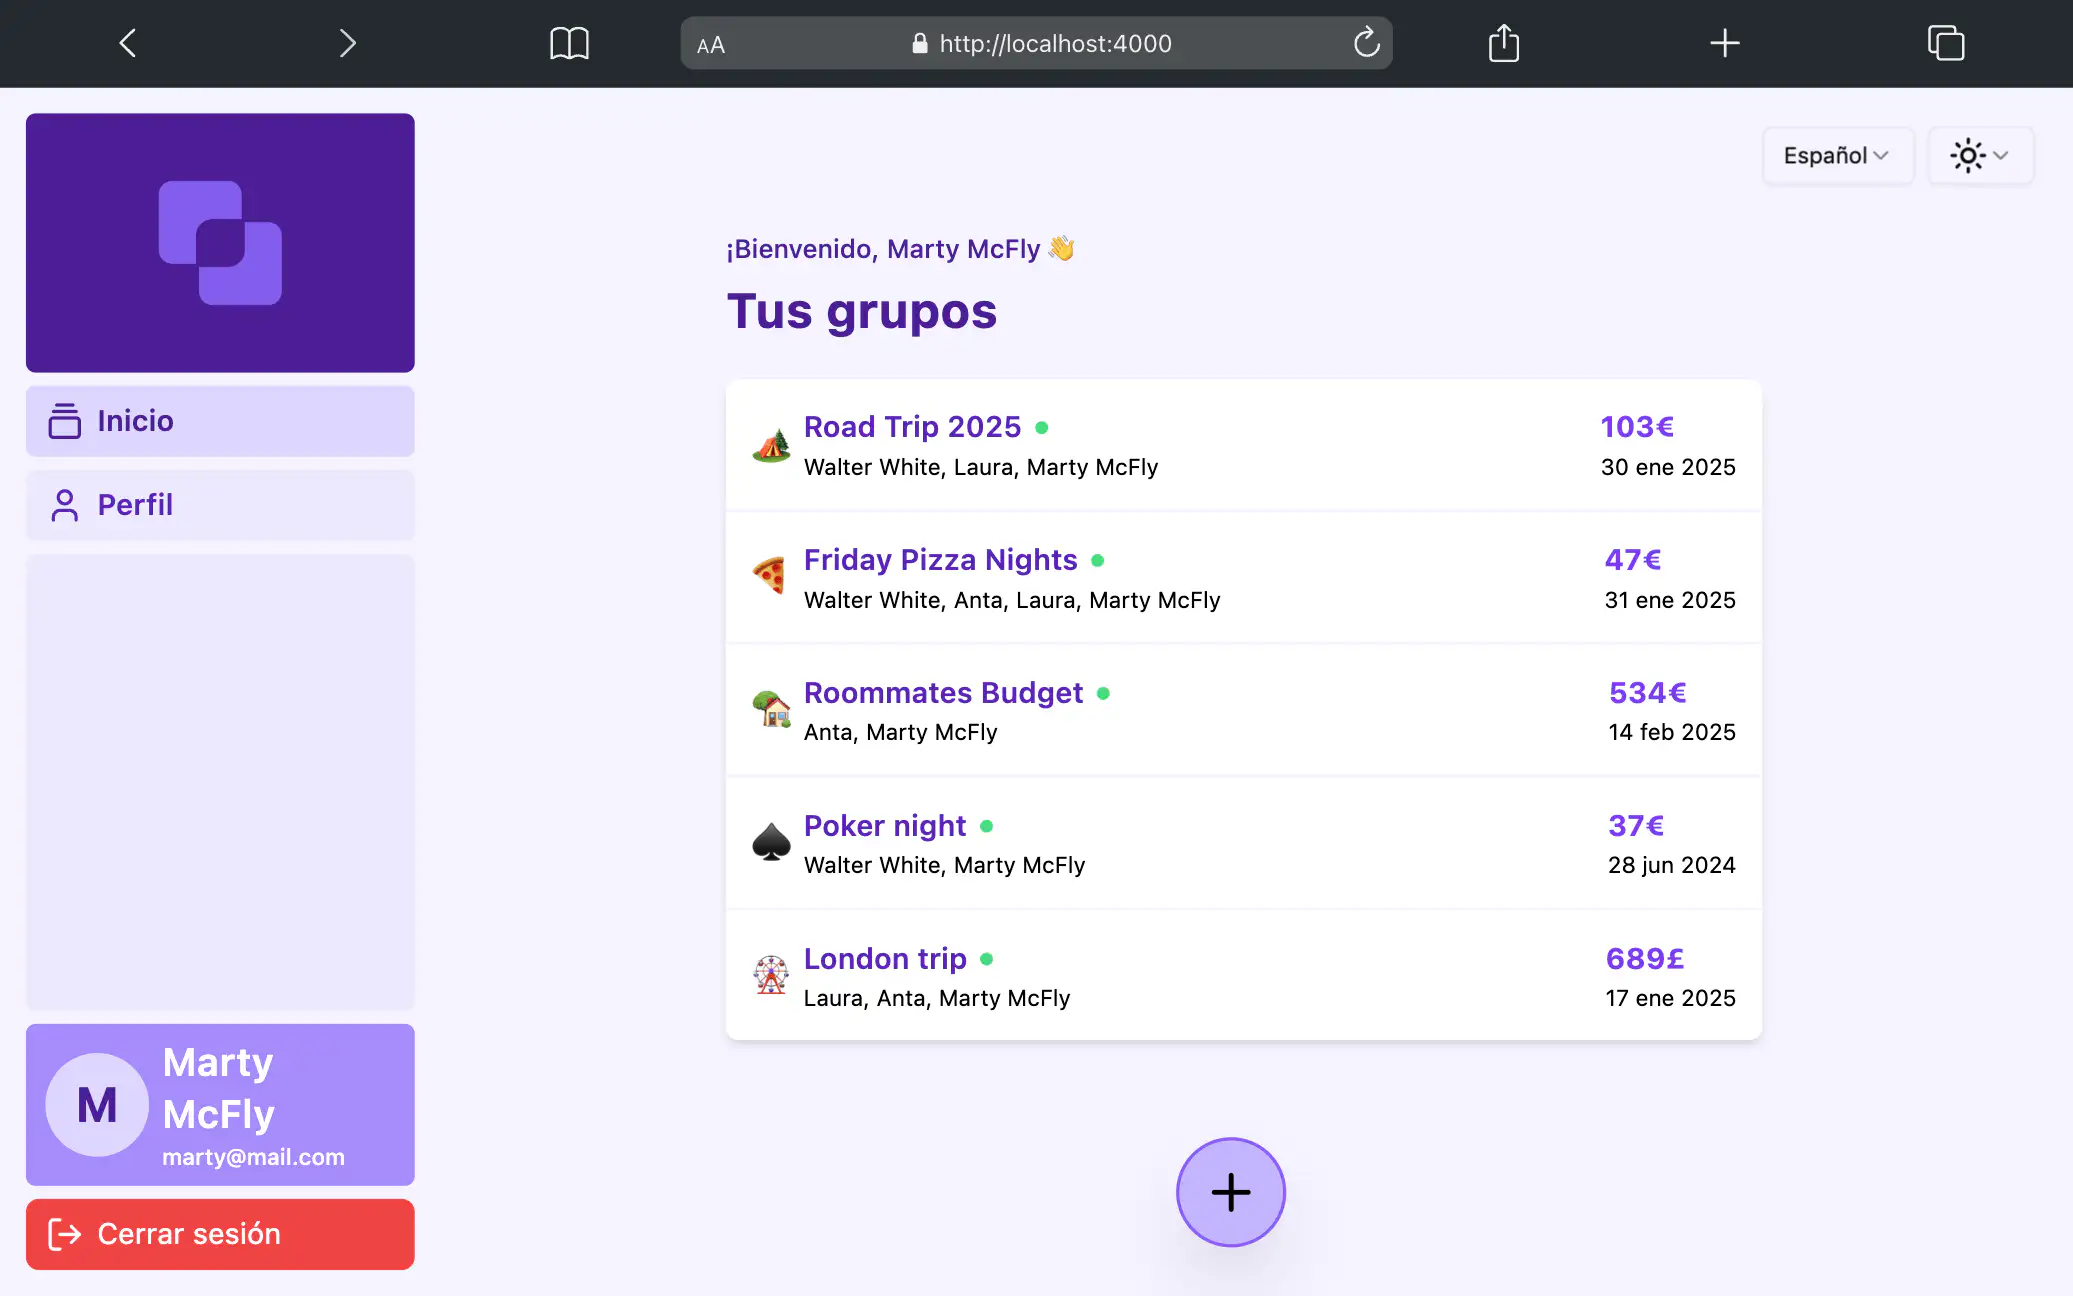 AA
http://localhost:4000
Español
¡Bienvenido, Marty McFly 👋
Tus grupos
Inicio
Perfil
Road Trip 2025
103€
Walter White, Laura, Marty McFly
30 ene 2025
Friday Pizza Nights
47€
Walter White, Anta, Laura, Marty McFly
31 ene 2025
Roommates Budget
534€
Anta, Marty McFly
14 feb 2025
Poker night
37€
Walter White, Marty McFly
28 jun 2024
London trip
689£
Laura, Anta, Marty McFly
17 ene 2025
M
Marty
McFly
marty@mail.com
Cerrar sesión